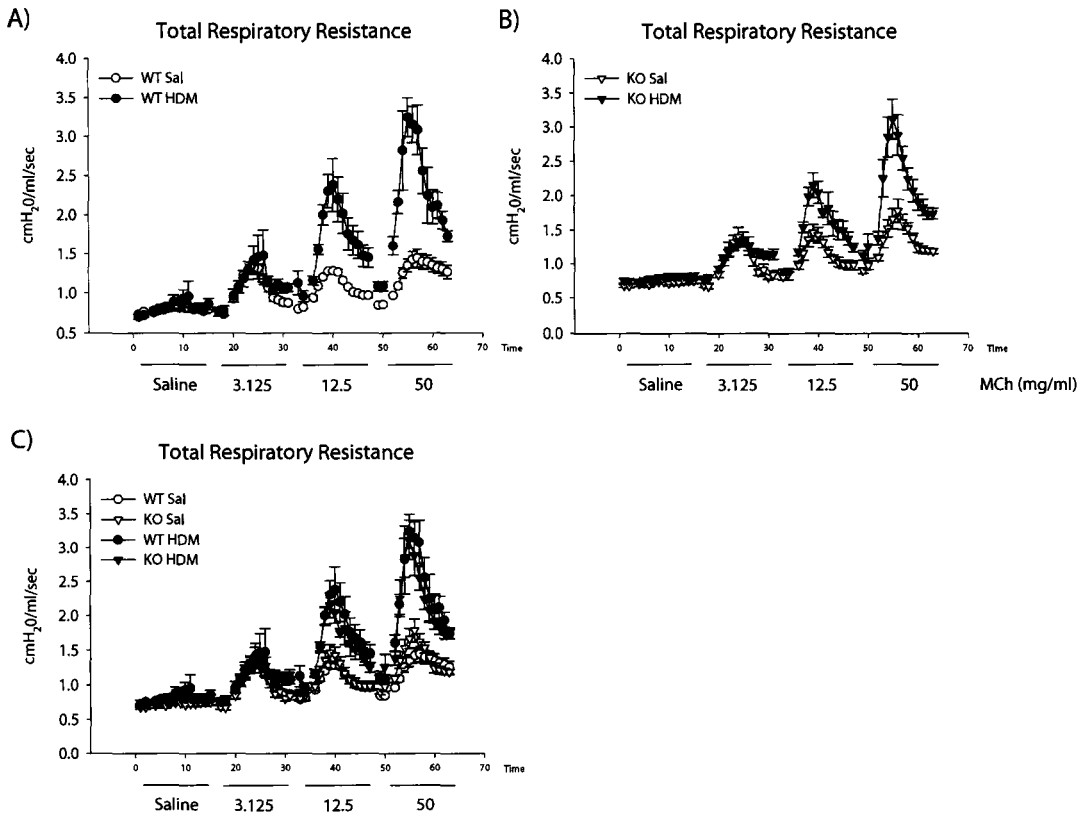 A)
Total Respiratory Resistance
4.0
3.5
3.0
2.5
2.0
1.5
1.0
0.5
cmH₂0/ml/sec
WT Sal
WT HDM
0 10 20 30 40 50 60 70 Time
Saline 3.125 12.5 50
B)
Total Respiratory Resistance
4.0
3.5
3.0
2.5
2.0
1.5
1.0
0.5
0.0
cmH₂0/ml/sec
KO Sal
KO HDM
0 10 20 30 40 50 60 70 Time
Saline 3.125 12.5 50 MCh (mg/ml)
C)
Total Respiratory Resistance
4.0
3.5
3.0
2.5
2.0
1.5
1.0
0.5
0.0
cmH₂0/ml/sec
WT Sal
KO Sal
WT HDM
KO HDM
0 10 20 30 40 50 60 70 Time
Saline 3.125 12.5 50